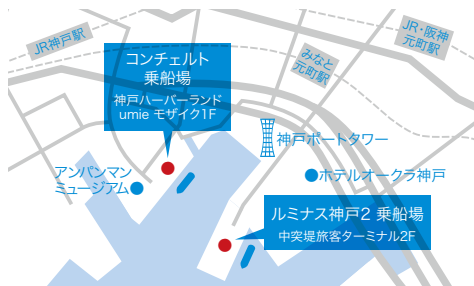 JR神戸駅
JR・阪神
元町駅
みなと
元町駅
コンチェルト
乗船場
神戸ハーバーランド
umie モザイク1F
神戸ポートタワー
アンパンマン
ミュージアム
ホテルオークラ神戸
ルミナス神戸2 乗船場
中突堤旅客ターミナル2F